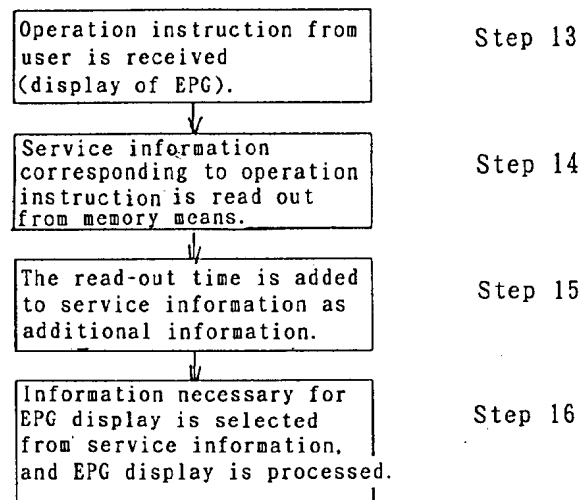 Operation instruction from
user is received
(display of EPG).
Step 13
Service information
corresponding to operation
instruction is read out
from memory means.
Step 14
The read-out time is added
to service information as
additional information.
Step 15
Information necessary for
EPG display is selected
from service information,
and EPG display is processed.
Step 16